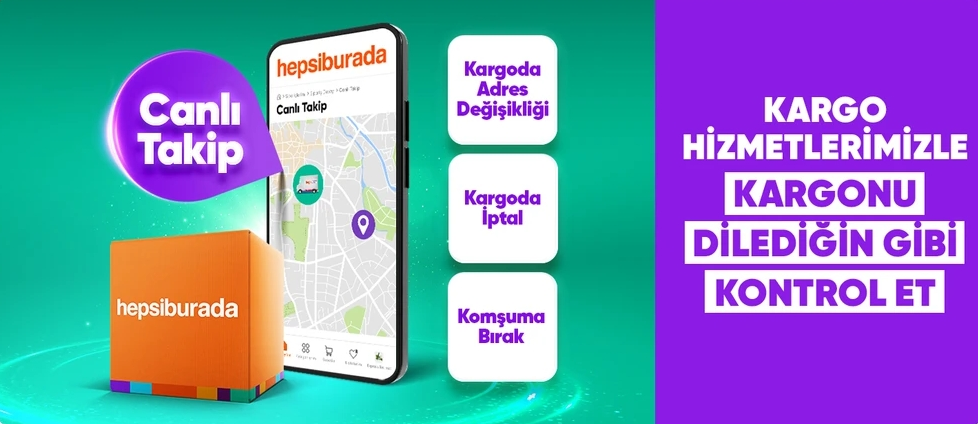 Canlı
Takip
hepsiburada
Canlı Takip
hepsiburada
Kargoda
Adres
Değişikliği
Kargoda
İptal
Komşuma
Bırak
KARGO
HİZMETLERİMİZLE
KARGONU
DİLEDİĞİN GİBİ
KONTROL ET